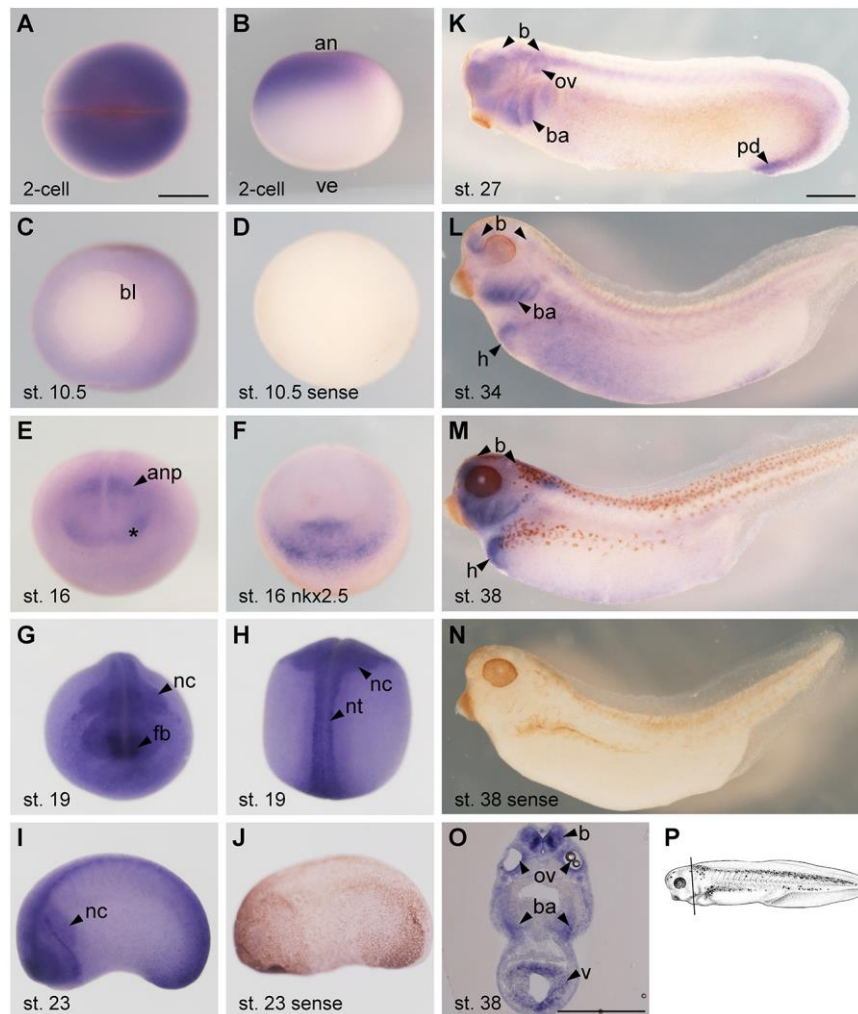 A
2-cell
B
an
2-cell
ve
C
bl
st. 10.5
D
st. 10.5 sense
E
anp
*
st. 16
F
st. 16 nkx2.5
G
nc
fb
st. 19
H
nc
nt
st. 19
I
nc
st. 23
J
st. 23 sense
K
b
ov
ba
pd
st. 27
L
b
ba
h
st. 34
M
b
h
st. 38
N
st. 38 sense
O
b
ov
ba
v
st. 38
P